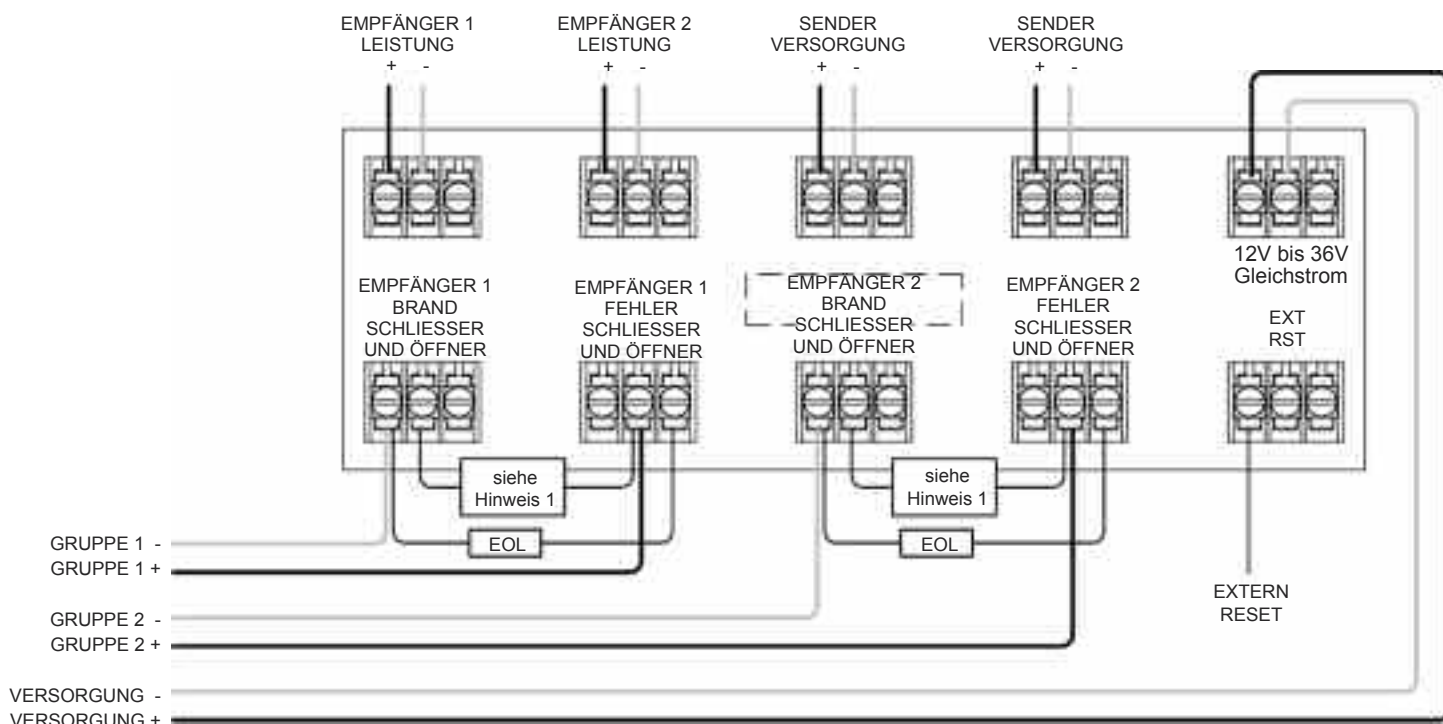 EMPFÄNGER 1
LEISTUNG
+ -
EMPFÄNGER 2
LEISTUNG
+ -
SENDER
VERSORGUNG
+ -
SENDER
VERSORGUNG
+ -
12V bis 36V
Gleichstrom
EMPFÄNGER 1
BRAND
SCHLIESSER
UND ÖFFNER
EMPFÄNGER 1
FEHLER
SCHLIESSER
UND ÖFFNER
EMPFÄNGER 2
BRAND
SCHLIESSER
UND ÖFFNER
EMPFÄNGER 2
FEHLER
SCHLIESSER
UND ÖFFNER
EXT
RST
siehe
Hinweis 1
siehe
Hinweis 1
EOL
EOL
GRUPPE 1 -
GRUPPE 1 +
GRUPPE 2 -
GRUPPE 2 +
EXTERN
RESET
VERSORGUNG -
VERSORGUNG +